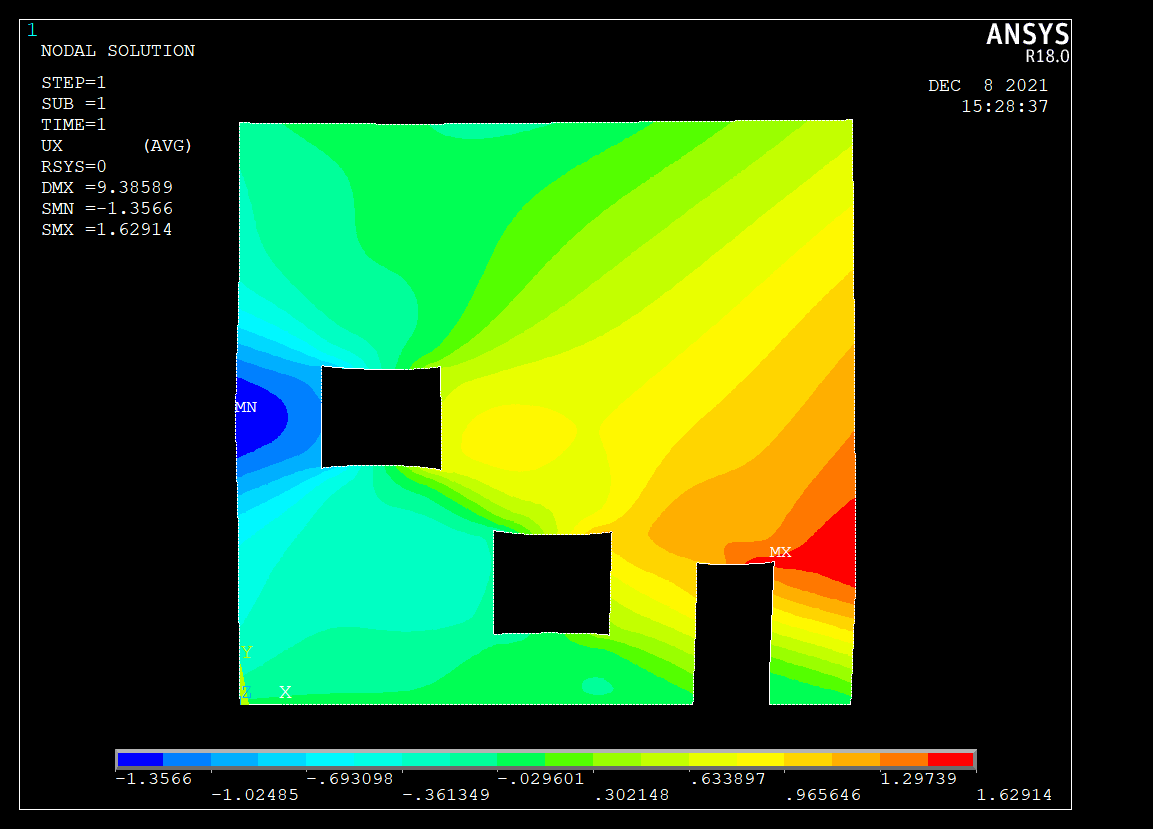 1
ANSYS
R18.0
NODAL SOLUTION
STEP=1
SUB =1
TIME=1
UX (AVG)
RSYS=0
DMX =9.38589
SMN =-1.3566
SMX =1.62914
DEC 8 2021
15:28:37
MN
MX
Y
Z X
-1.3566 -.693098 -.029601 .633897 1.29739
-1.02485 -.361349 .302148 .965646 1.62914